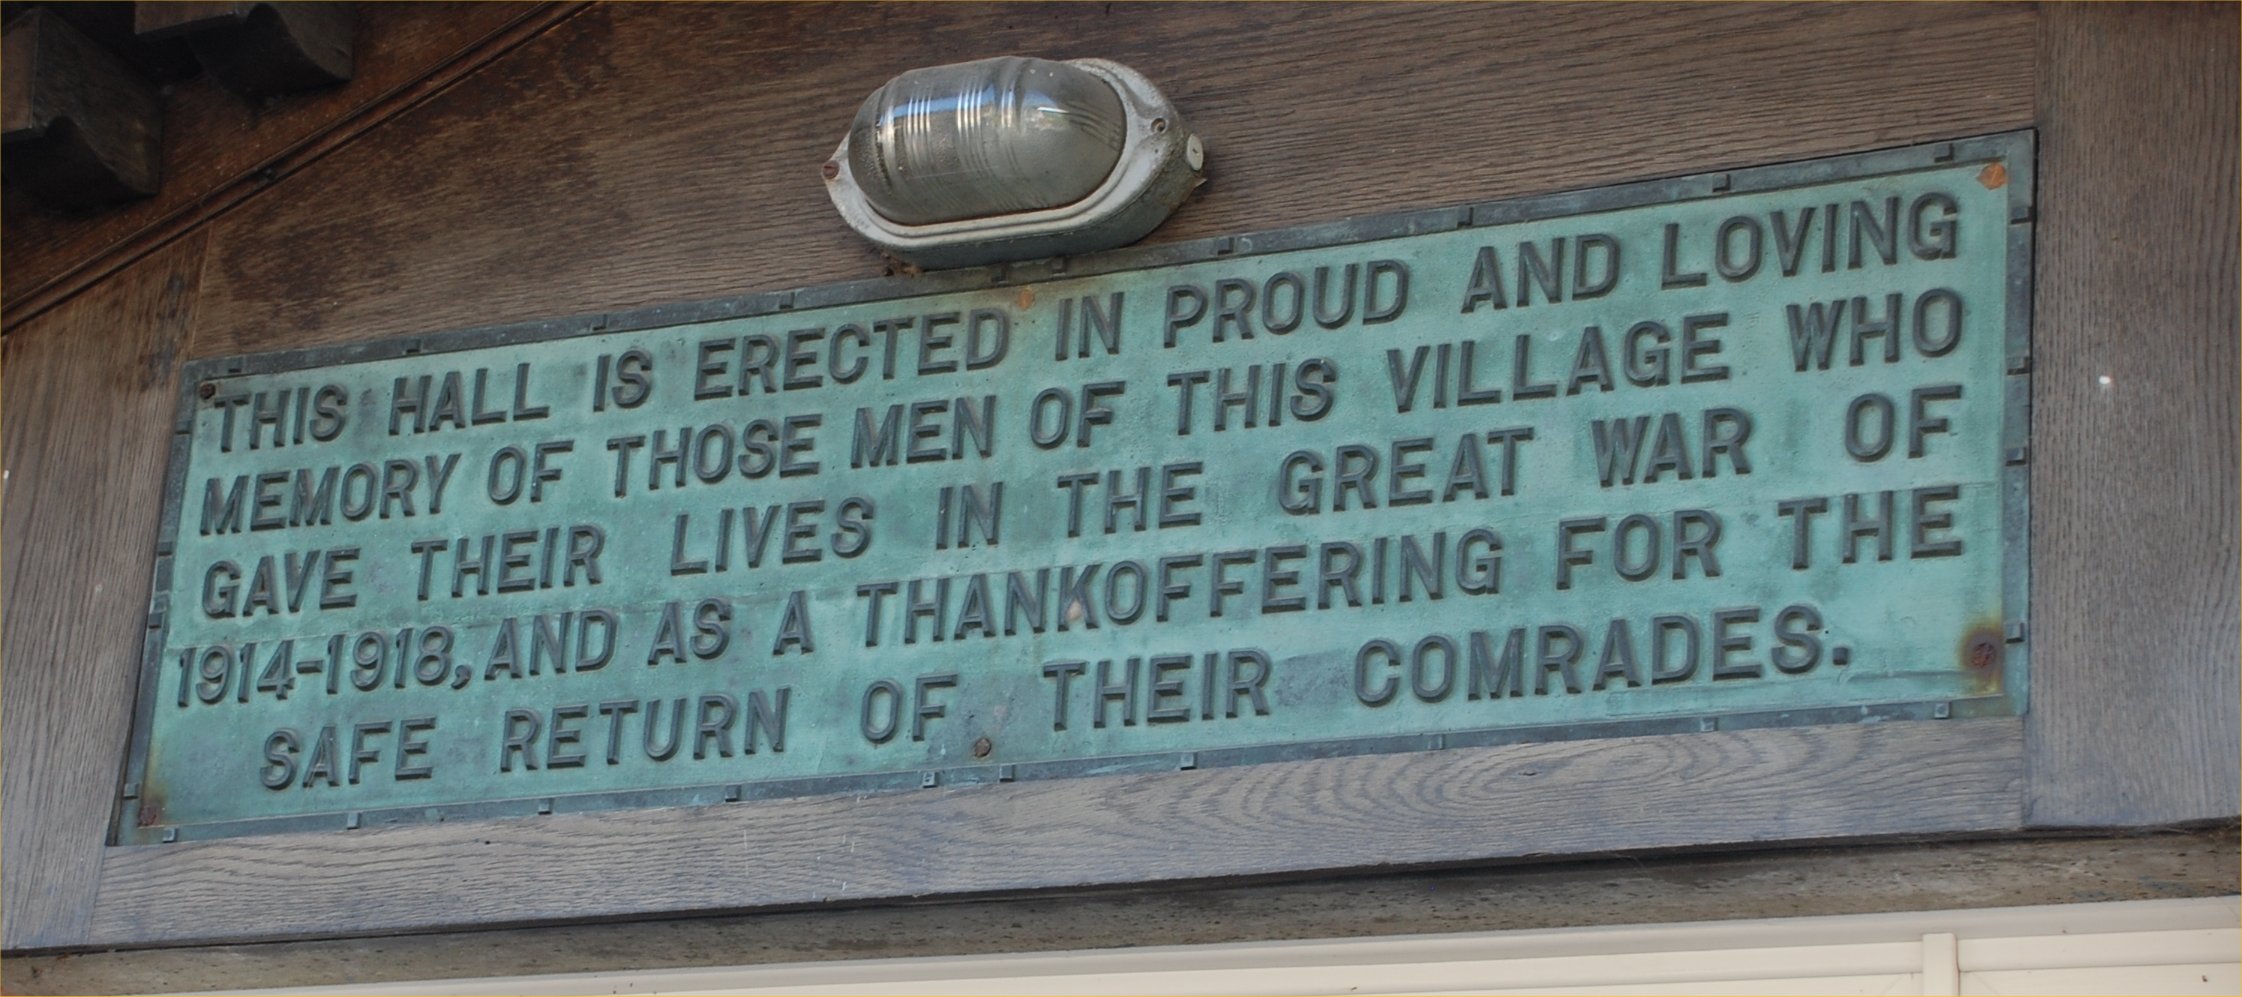 THIS HALL IS ERECTED IN PROUD AND LOVING
MEMORY OF THOSE MEN OF THIS VILLAGE WHO
GAVE THEIR LIVES IN THE GREAT WAR OF
1914-1918, AND AS A THANKOFFERING FOR THE
SAFE RETURN OF THEIR COMRADES.